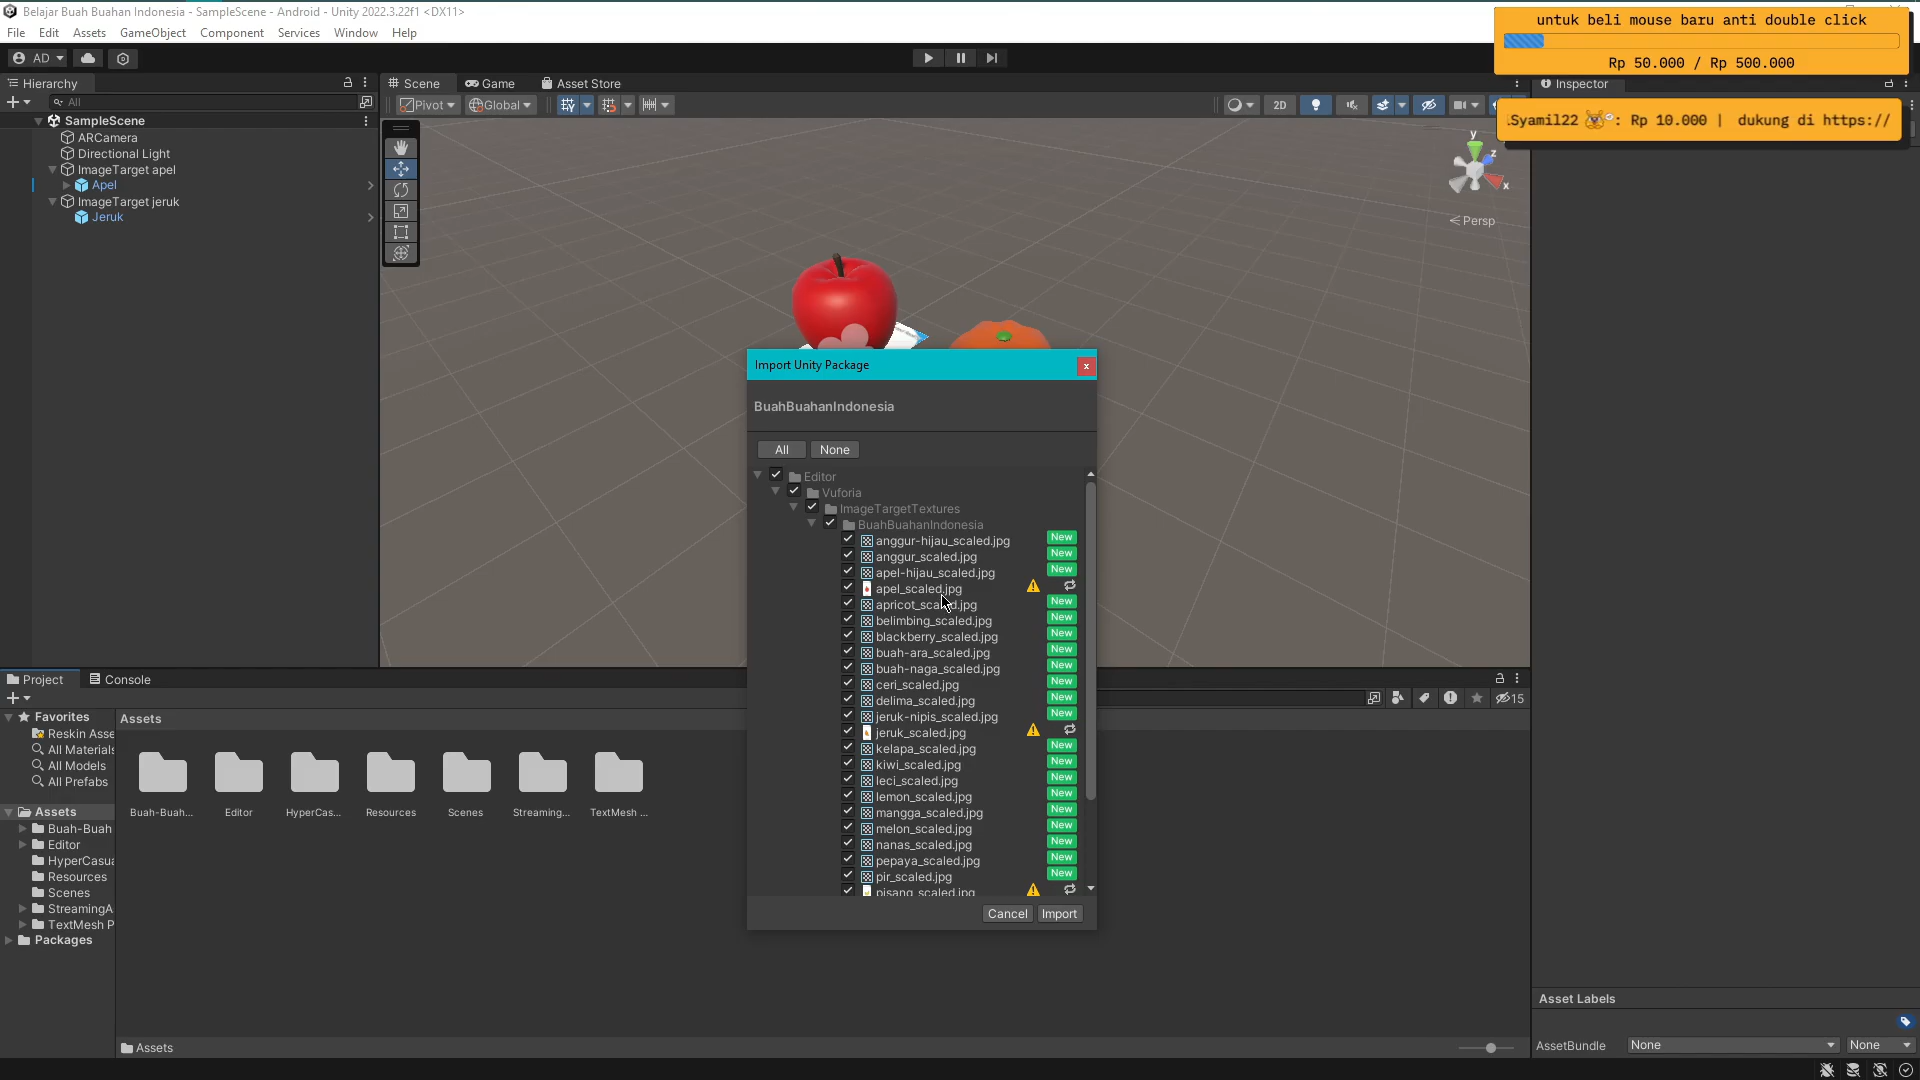 Belajar Buah Buahan Indonesia - SampleScene - Android - Unity 2022.3.22f1 <DX11>
File Edit Assets GameObject Component Services Window Help
untuk beli mouse baru anti double click
Rp 50.000 / Rp 500.000
AD
Hierarchy
Scene Game Asset Store
Inspector
All
Pivot Global
2D
Syamil22 : Rp 10.000 | dukung di https://
SampleScene
ARCamera
Directional Light
ImageTarget apel
Apel
ImageTarget jeruk
Jeruk
y
z
x
Persp
Import Unity Package
x
BuahBuahanIndonesia
All None
Editor
Vuforia
ImageTargetTextures
BuahBuahanIndonesia
anggur-hijau_scaled.jpg New
anggur_scaled.jpg New
apel-hijau_scaled.jpg New
apel_scaled.jpg
apricot_scaled.jpg New
belimbing_scaled.jpg New
blackberry_scaled.jpg New
buah-ara_scaled.jpg New
buah-naga_scaled.jpg New
ceri_scaled.jpg New
delima_scaled.jpg New
jeruk-nipis_scaled.jpg New
jeruk_scaled.jpg
kelapa_scaled.jpg New
kiwi_scaled.jpg New
leci_scaled.jpg New
lemon_scaled.jpg New
mangga_scaled.jpg New
melon_scaled.jpg New
nanas_scaled.jpg New
pepaya_scaled.jpg New
pir_scaled.jpg New
pisang_scaled.jpg
Cancel Import
Project Console
15
Favorites
Reskin Asse
All Materials
All Models
All Prefabs
Assets
Buah-Buah
Editor
HyperCasua
Resources
Scenes
StreamingA
TextMesh P
Packages
Assets
Buah-Buah... Editor HyperCas... Resources Scenes Streaming... TextMesh ...
Assets
Asset Labels
AssetBundle None None